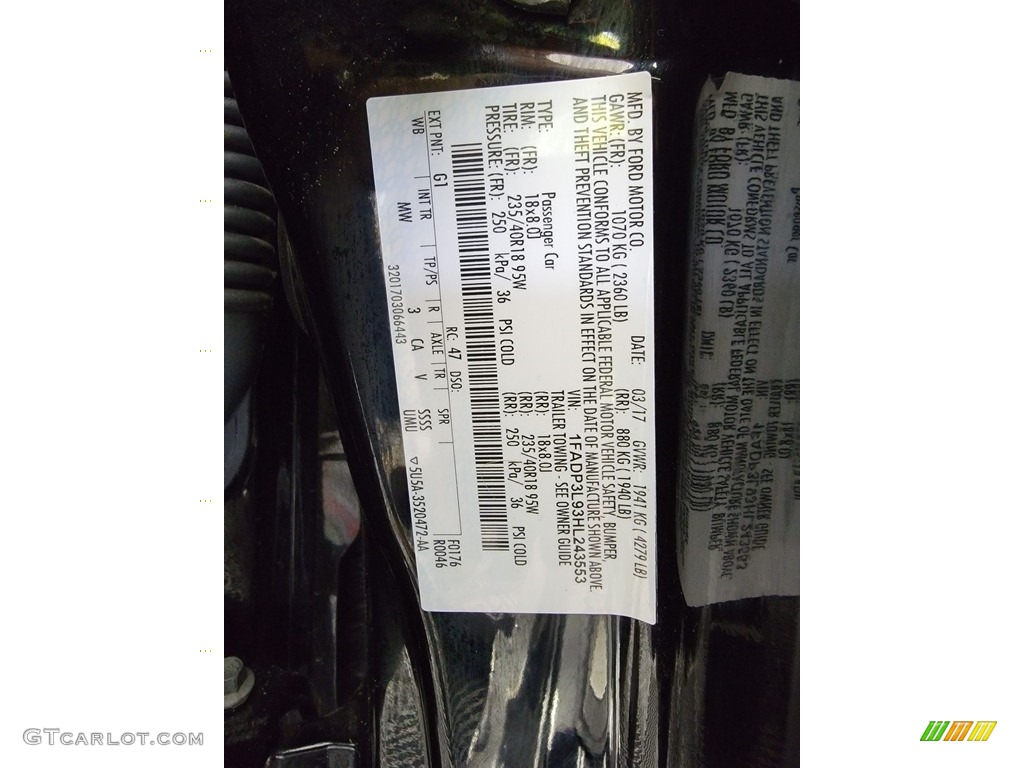 MFD. BY FORD MOTOR CO.
DATE: 03/17 GVWR: 1941 KG ( 4279 LB)
GAWR: (FR): 1070 KG ( 2360 LB) (RR): 880 KG ( 1940 LB)
THIS VEHICLE CONFORMS TO ALL APPLICABLE FEDERAL MOTOR VEHICLE SAFETY, BUMPER,
AND THEFT PREVENTION STANDARDS IN EFFECT ON THE DATE OF MANUFACTURE SHOWN ABOVE.
VIN: 1FADP3L93HL243553
TYPE: Passenger Car TRAILER TOWING - SEE OWNER GUIDE
RIM: (FR): 18x8.0J (RR): 18x8.0J
TIRE: (FR): 235/40R18 95W (RR): 235/40R18 95W
PRESSURE: (FR): 250 kPa/ 36 PSI COLD (RR): 250 kPa/ 36 PSI COLD
F0176
RC: 47 DSO: R0046
EXT PNT: G1
WB INT TR TP/PS R AXLE TR SPR
MW 3 CA V SSSS UMU
3201703066443 ▽5U5A-3520472-AA
GTcarlot.com